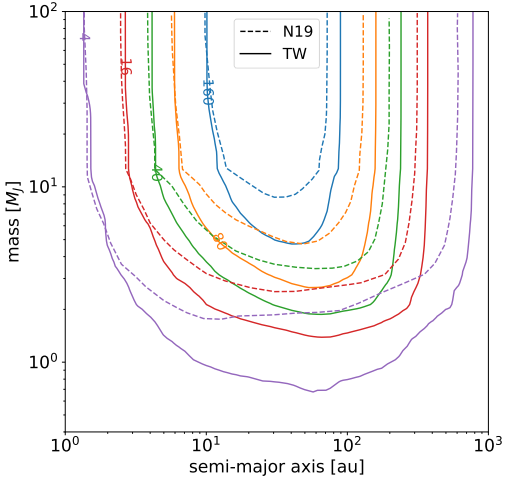 10²
N19
TW
4
16
160
10¹
40
80
mass [M_J]
10⁰
10⁰ 10¹ 10² 10³
semi-major axis [au]